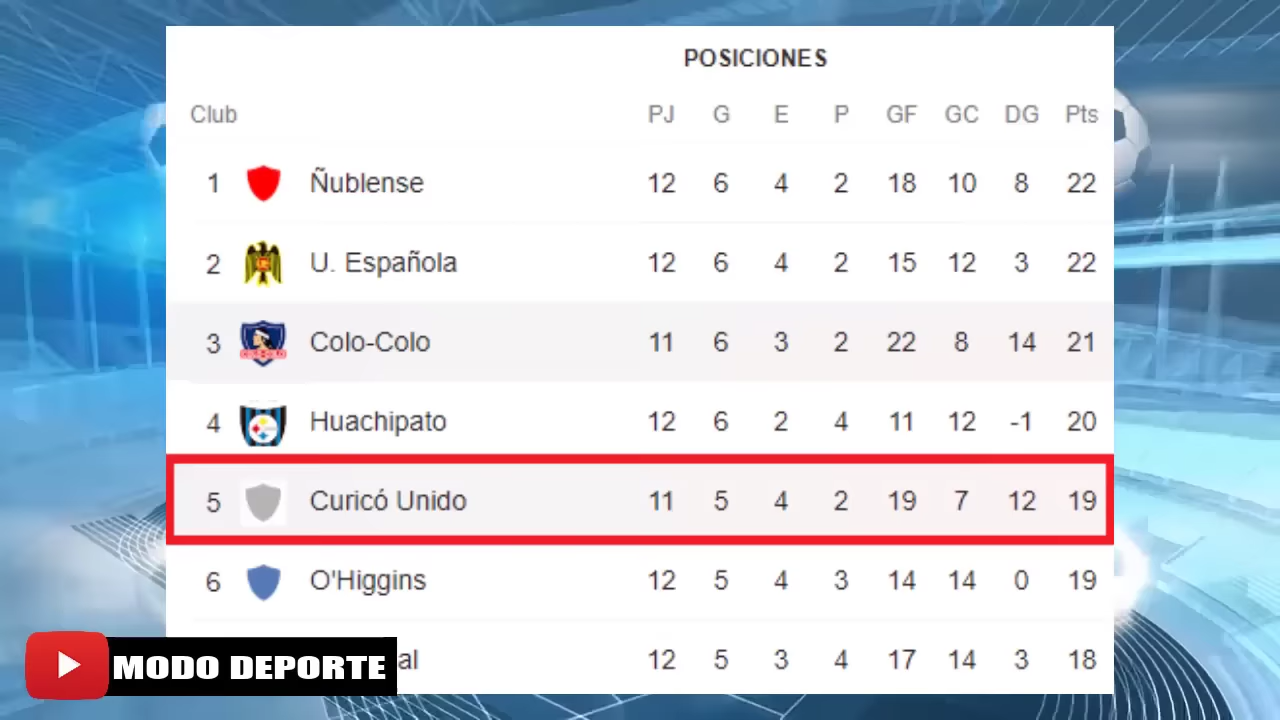 POSICIONES
Club PJ G E P GF GC DG Pts
1 Ñublense 12 6 4 2 18 10 8 22
2 U. Española 12 6 4 2 15 12 3 22
3 Colo-Colo 11 6 3 2 22 8 14 21
4 Huachipato 12 6 2 4 11 12 -1 20
5 Curicó Unido 11 5 4 2 19 7 12 19
6 O'Higgins 12 5 4 3 14 14 0 19
al 12 5 3 4 17 14 3 18
MODO DEPORTE